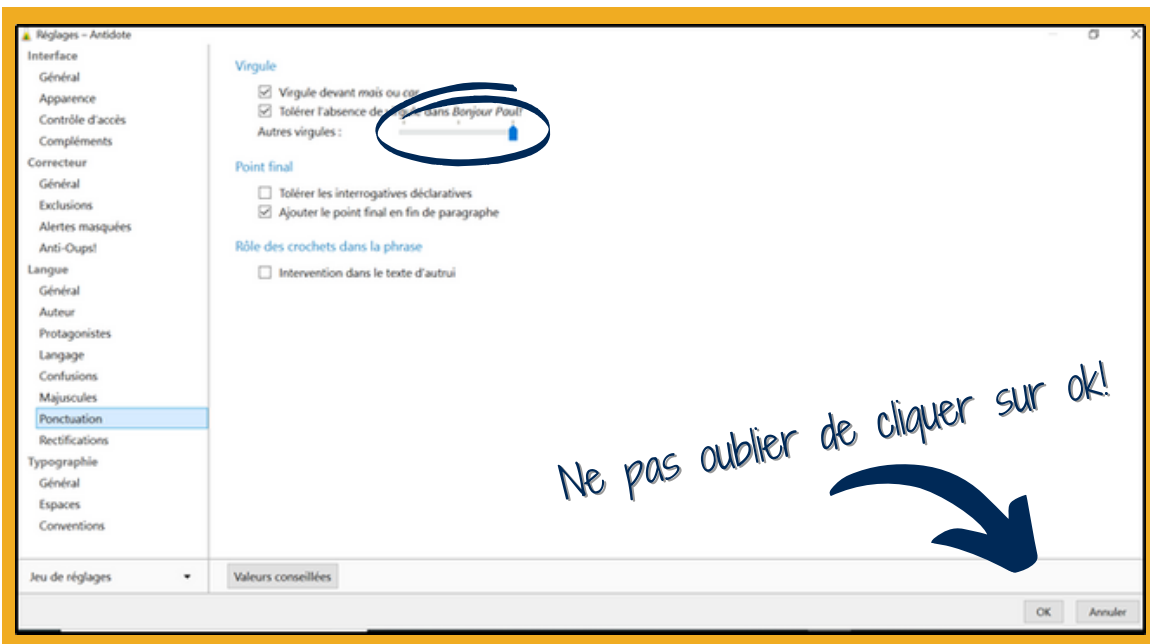 Réglages – Antidote
Interface
Général
Apparence
Contrôle d'accès
Compléments
Correcteur
Général
Exclusions
Alertes masquées
Anti-Oups!
Langue
Général
Auteur
Protagonistes
Langage
Confusions
Majuscules
Ponctuation
Rectifications
Typographie
Général
Espaces
Conventions
Jeu de réglages
Virgule
Virgule devant mais ou car
Tolérer l'absence de virgule dans Bonjour Paul!
Autres virgules :
Point final
Tolérer les interrogatives déclaratives
Ajouter le point final en fin de paragraphe
Rôle des crochets dans la phrase
Intervention dans le texte d'autrui
Ne pas oublier de cliquer sur ok!
Valeurs conseillées
OK
Annuler